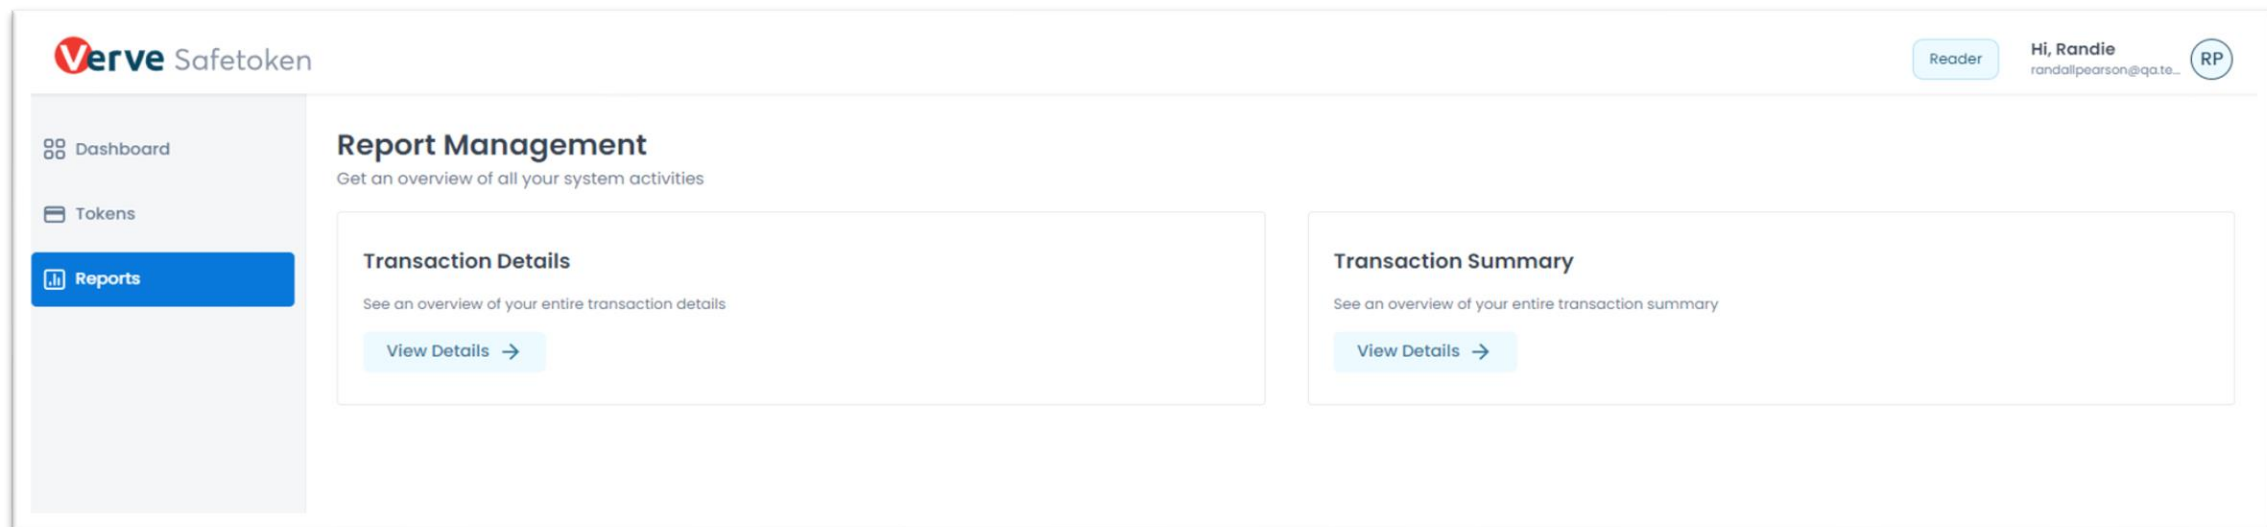 Verve Safetoken
Reader
Hi, Randie
randallpearson@qa.te...
RP
Dashboard
Tokens
Reports
Report Management
Get an overview of all your system activities
Transaction Details
See an overview of your entire transaction details
View Details →
Transaction Summary
See an overview of your entire transaction summary
View Details →